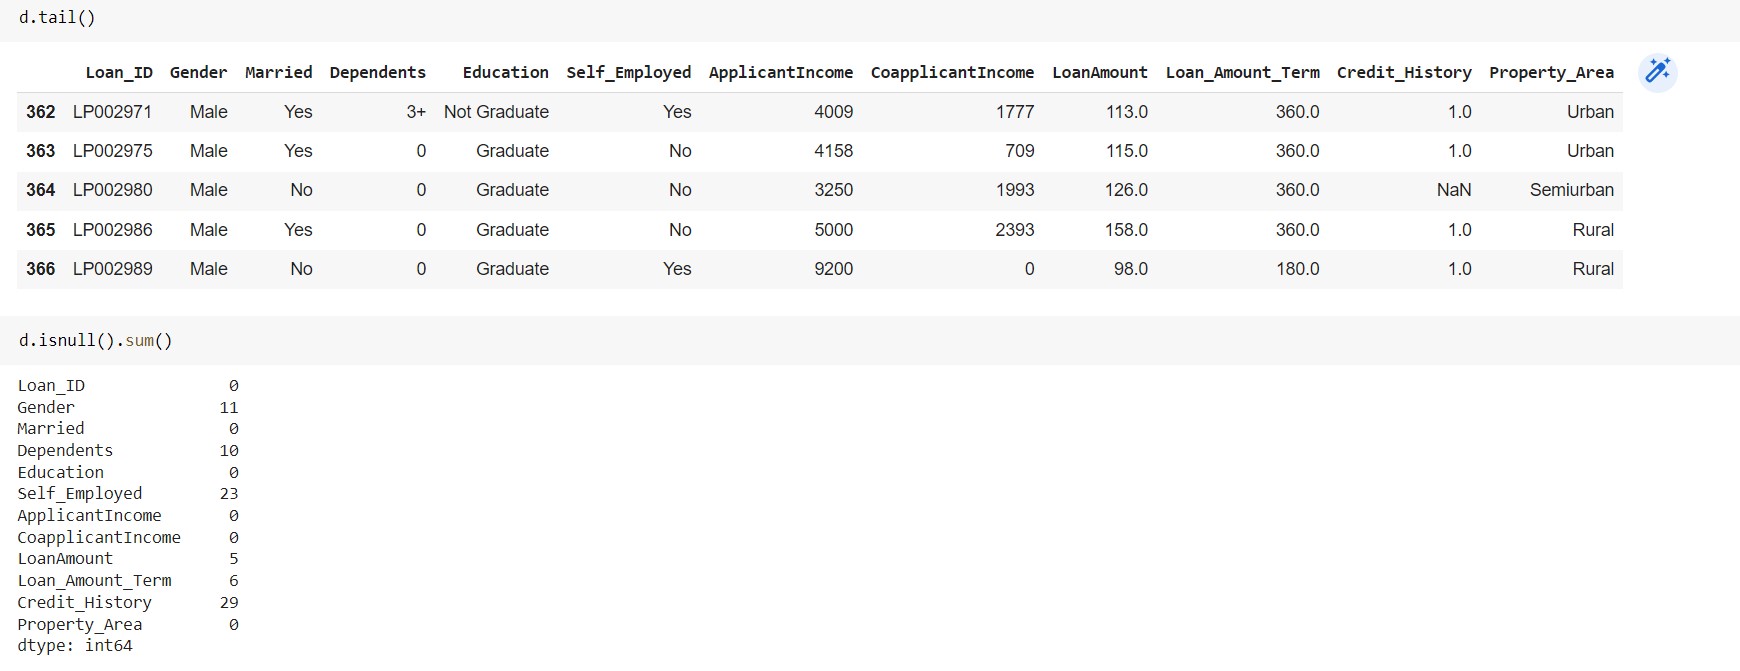 d.tail()
Loan_ID Gender Married Dependents Education Self_Employed ApplicantIncome CoapplicantIncome LoanAmount Loan_Amount_Term Credit_History Property_Area
362 LP002971 Male Yes 3+ Not Graduate Yes 4009 1777 113.0 360.0 1.0 Urban
363 LP002975 Male Yes 0 Graduate No 4158 709 115.0 360.0 1.0 Urban
364 LP002980 Male No 0 Graduate No 3250 1993 126.0 360.0 NaN Semiurban
365 LP002986 Male Yes 0 Graduate No 5000 2393 158.0 360.0 1.0 Rural
366 LP002989 Male No 0 Graduate Yes 9200 0 98.0 180.0 1.0 Rural
d.isnull().sum()
Loan_ID 0
Gender 11
Married 0
Dependents 10
Education 0
Self_Employed 23
ApplicantIncome 0
CoapplicantIncome 0
LoanAmount 5
Loan_Amount_Term 6
Credit_History 29
Property_Area 0
dtype: int64